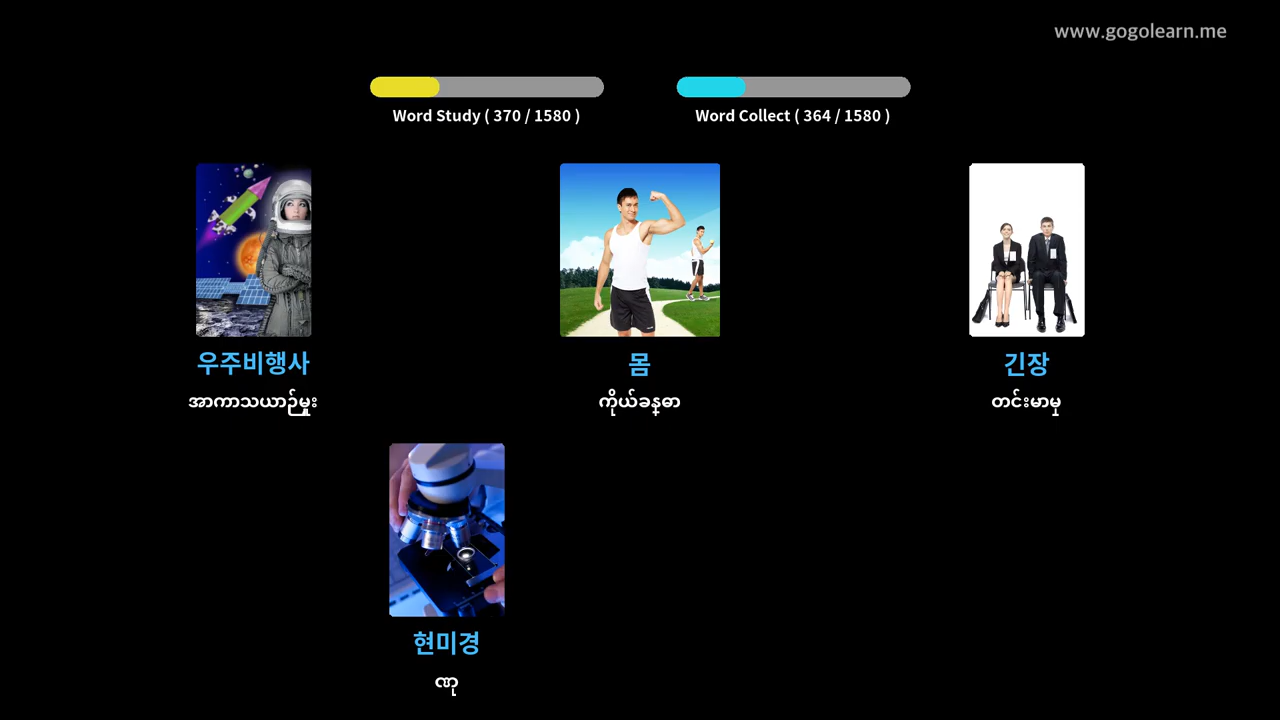 www.gogolearn.me
Word Study ( 370 / 1580 )
Word Collect ( 364 / 1580 )
우주비행사
몸
긴장
အာကာသယာဉ်မှူး
ကိုယ်ခန္ဓာ
တင်းမာမှ
현미경
ဏု